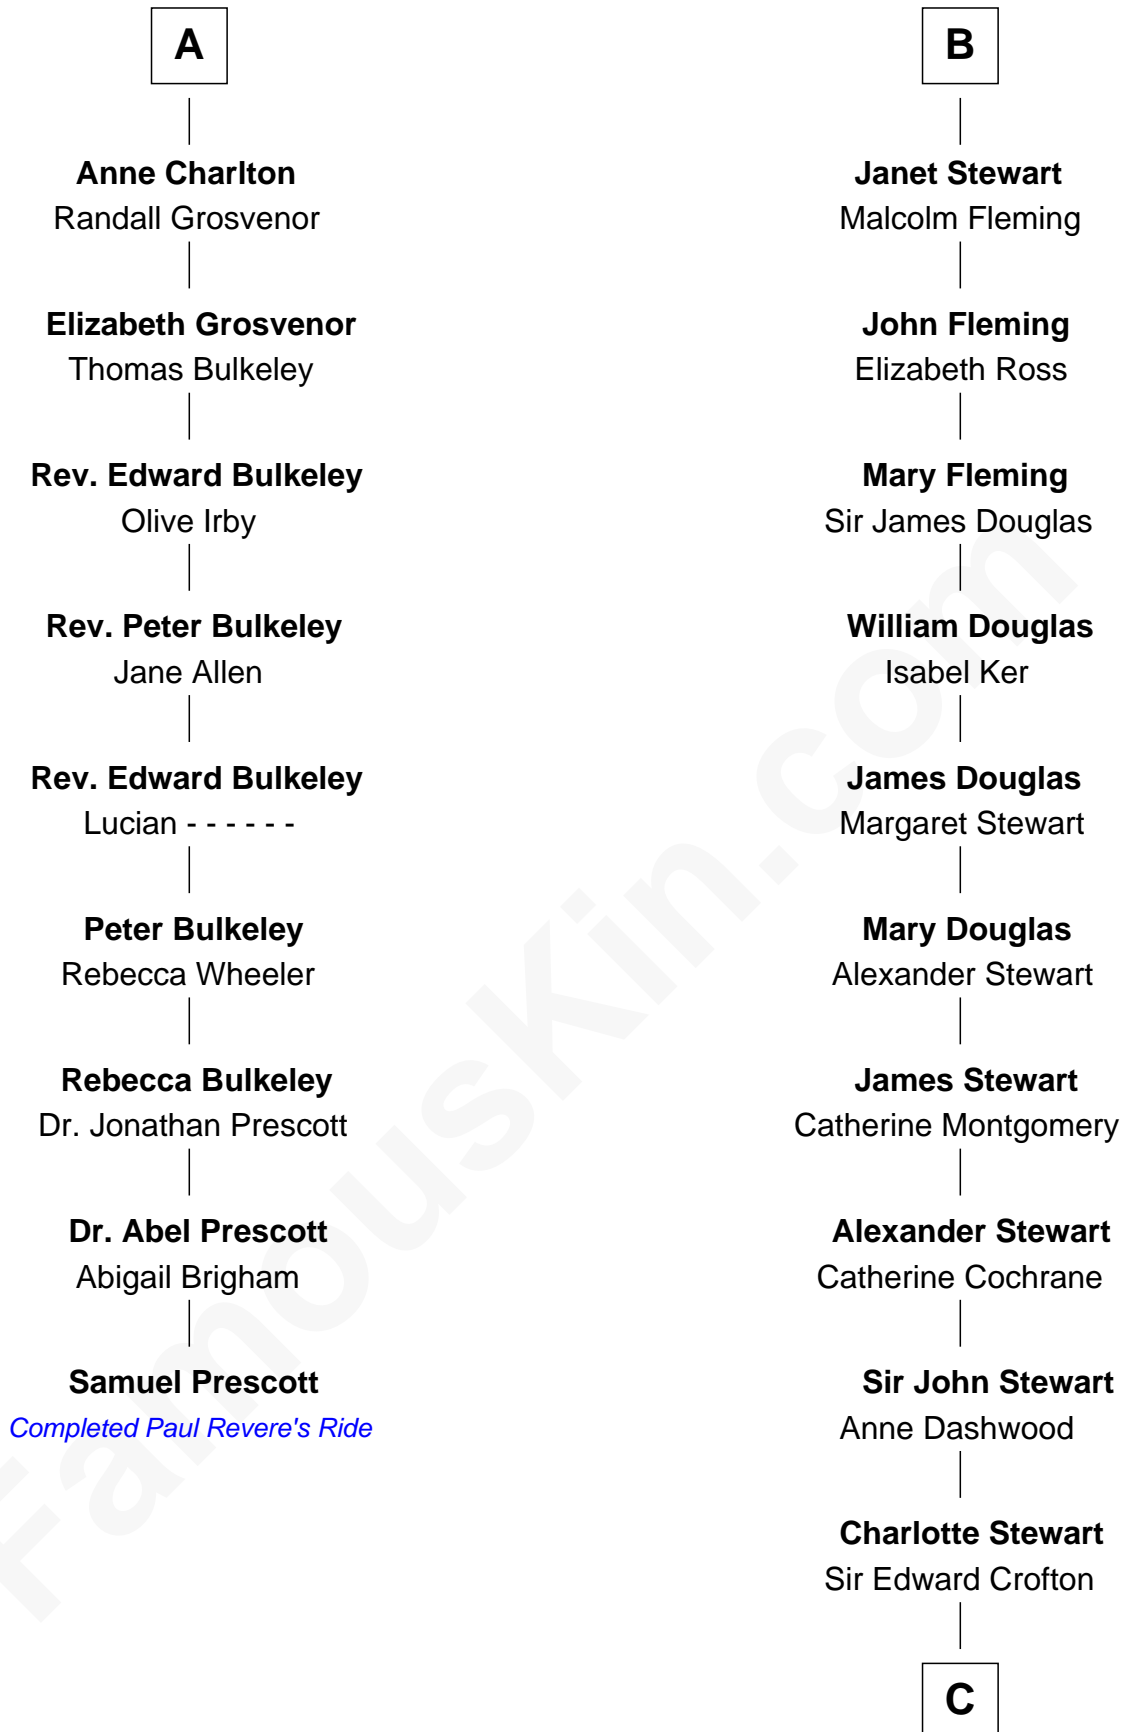 A
Anne Charlton
Randall Grosvenor
Elizabeth Grosvenor
Thomas Bulkeley
Rev. Edward Bulkeley
Olive Irby
Rev. Peter Bulkeley
Jane Allen
Rev. Edward Bulkeley
Lucian - - - - - -
Peter Bulkeley
Rebecca Wheeler
Rebecca Bulkeley
Dr. Jonathan Prescott
Dr. Abel Prescott
Abigail Brigham
Samuel Prescott
Completed Paul Revere's Ride
B
Janet Stewart
Malcolm Fleming
John Fleming
Elizabeth Ross
Mary Fleming
Sir James Douglas
William Douglas
Isabel Ker
James Douglas
Margaret Stewart
Mary Douglas
Alexander Stewart
James Stewart
Catherine Montgomery
Alexander Stewart
Catherine Cochrane
Sir John Stewart
Anne Dashwood
Charlotte Stewart
Sir Edward Crofton
C
FamousKin.com